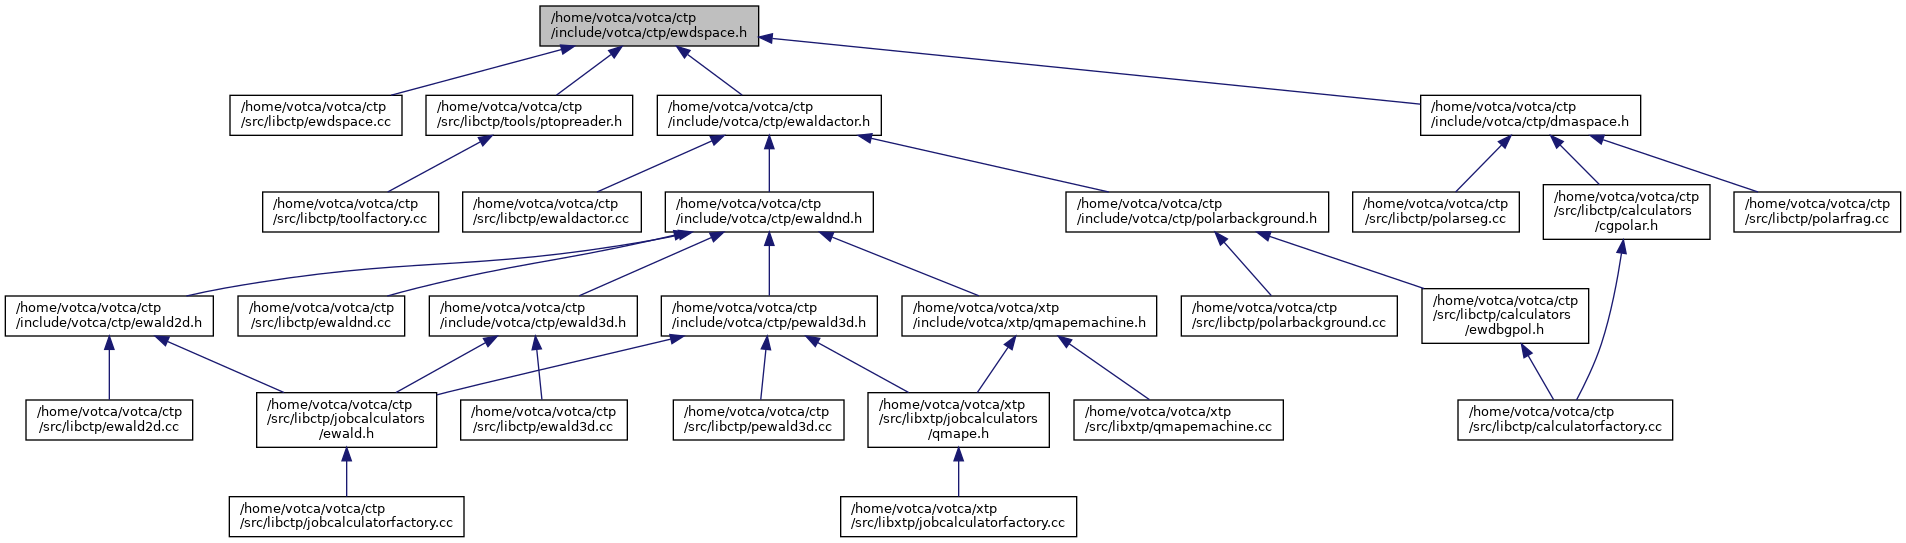 /home/votca/votca/ctp
/include/votca/ctp/ewdspace.h
/home/votca/votca/ctp
/src/libctp/ewdspace.cc
/home/votca/votca/ctp
/src/libctp/tools/ptopreader.h
/home/votca/votca/ctp
/include/votca/ctp/ewaldactor.h
/home/votca/votca/ctp
/include/votca/ctp/dmaspace.h
/home/votca/votca/ctp
/src/libctp/toolfactory.cc
/home/votca/votca/ctp
/src/libctp/ewaldactor.cc
/home/votca/votca/ctp
/include/votca/ctp/ewaldnd.h
/home/votca/votca/ctp
/include/votca/ctp/polarbackground.h
/home/votca/votca/ctp
/src/libctp/polarseg.cc
/home/votca/votca/ctp
/src/libctp/calculators
/cgpolar.h
/home/votca/votca/ctp
/src/libctp/polarfrag.cc
/home/votca/votca/ctp
/include/votca/ctp/ewald2d.h
/home/votca/votca/ctp
/src/libctp/ewaldnd.cc
/home/votca/votca/ctp
/include/votca/ctp/ewald3d.h
/home/votca/votca/ctp
/include/votca/ctp/pewald3d.h
/home/votca/votca/xtp
/include/votca/xtp/qmapemachine.h
/home/votca/votca/ctp
/src/libctp/polarbackground.cc
/home/votca/votca/ctp
/src/libctp/calculators
/ewdbgpol.h
/home/votca/votca/ctp
/src/libctp/ewald2d.cc
/home/votca/votca/ctp
/src/libctp/jobcalculators
/ewald.h
/home/votca/votca/ctp
/src/libctp/ewald3d.cc
/home/votca/votca/ctp
/src/libctp/pewald3d.cc
/home/votca/votca/xtp
/src/libxtp/jobcalculators
/qmape.h
/home/votca/votca/xtp
/src/libxtp/qmapemachine.cc
/home/votca/votca/ctp
/src/libctp/calculatorfactory.cc
/home/votca/votca/ctp
/src/libctp/jobcalculatorfactory.cc
/home/votca/votca/xtp
/src/libxtp/jobcalculatorfactory.cc